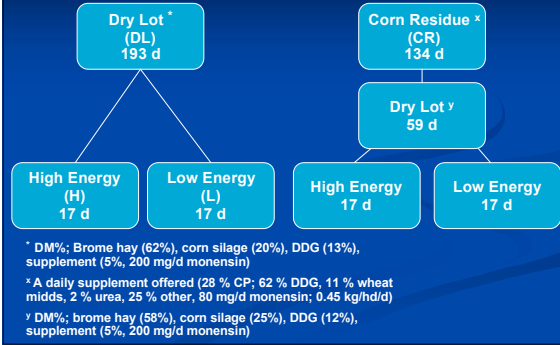 Dry Lot *
(DL)
193 d
Corn Residue x
(CR)
134 d
Dry Lot y
59 d
High Energy
(H)
17 d
Low Energy
(L)
17 d
High Energy
17 d
Low Energy
17 d
* DM%; Brome hay (62%), corn silage (20%), DDG (13%),
supplement (5%, 200 mg/d monensin)
x A daily supplement offered (28 % CP; 62 % DDG, 11 % wheat
midds, 2 % urea, 25 % other, 80 mg/d monensin; 0.45 kg/hd/d)
y DM%; brome hay (58%), corn silage (25%), DDG (12%),
supplement (5%, 200 mg/d monensin)